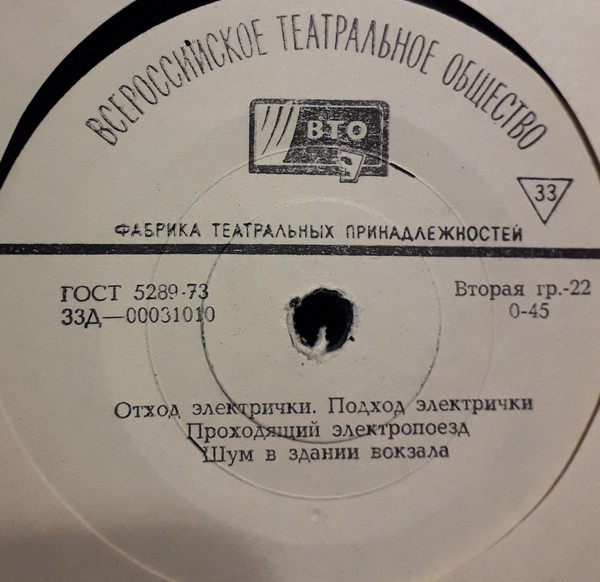 ВСЕРОССИЙСКОЕ ТЕАТРАЛЬНОЕ ОБЩЕСТВО
ВТО
33
ФАБРИКА ТЕАТРАЛЬНЫХ ПРИНАДЛЕЖНОСТЕЙ
ГОСТ 5289-73
Вторая гр.-22
33Д—00031010
0-45
Отход электрички. Подход электрички
Проходящий электропоезд
Шум в здании вокзала